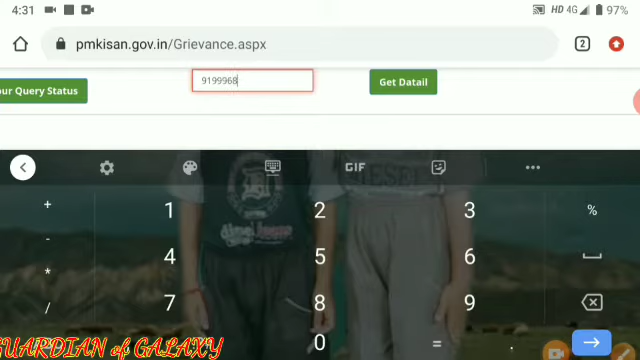 4:31 HD 4G 97%
pmkisan.gov.in/Grievance.aspx 2
our Query Status 9199968 Get Datail
GIF
+ 1 2 3 %
- 4 5 6
* 7 8 9
/ 0 = .
GUARDIAN of GALAXY